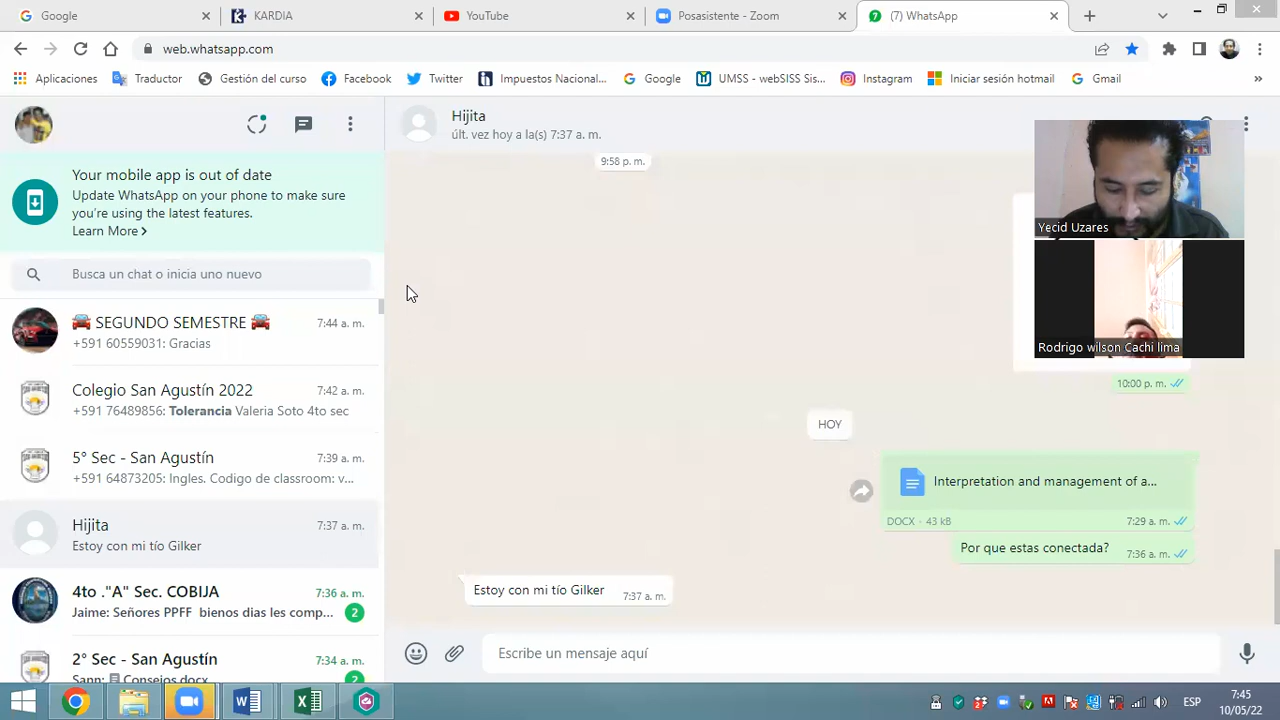 Google
KARDIA
YouTube
Posasistente - Zoom
(7) WhatsApp
web.whatsapp.com
Aplicaciones
Traductor
Gestión del curso
Facebook
Twitter
Impuestos Nacional...
Google
UMSS - webSISS Sis...
Instagram
Iniciar sesión hotmail
Gmail
»
Your mobile app is out of date
Update WhatsApp on your phone to make sure
you're using the latest features.
Learn More >
Busca un chat o inicia uno nuevo
SEGUNDO SEMESTRE
7:44 a. m.
+591 60559031: Gracias
Colegio San Agustín 2022
7:42 a. m.
+591 76489856: Tolerancia Valeria Soto 4to sec
5° Sec - San Agustín
7:39 a. m.
+591 64873205: Ingles Codigo de classroom: v...
Hijita
7:37 a. m.
Estoy con mi tío Gilker
4to ."A" Sec. COBIJA
7:36 a. m.
Jaime: Señores PPFF bienos dias les comp...
2
2° Sec - San Agustín
7:34 a. m.
Sann: Consejos.docx
2
Hijita
últ. vez hoy a la(s) 7:37 a. m.
9:58 p. m.
10:00 p. m.
HOY
Interpretation and management of a...
DOCX • 43 kB
7:29 a. m.
Por que estas conectada?
7:36 a. m.
Estoy con mi tío Gilker
7:37 a. m.
Escribe un mensaje aquí
Yecid Uzares
Rodrigo wilson Cachi lima
ESP
7:45
10/05/22